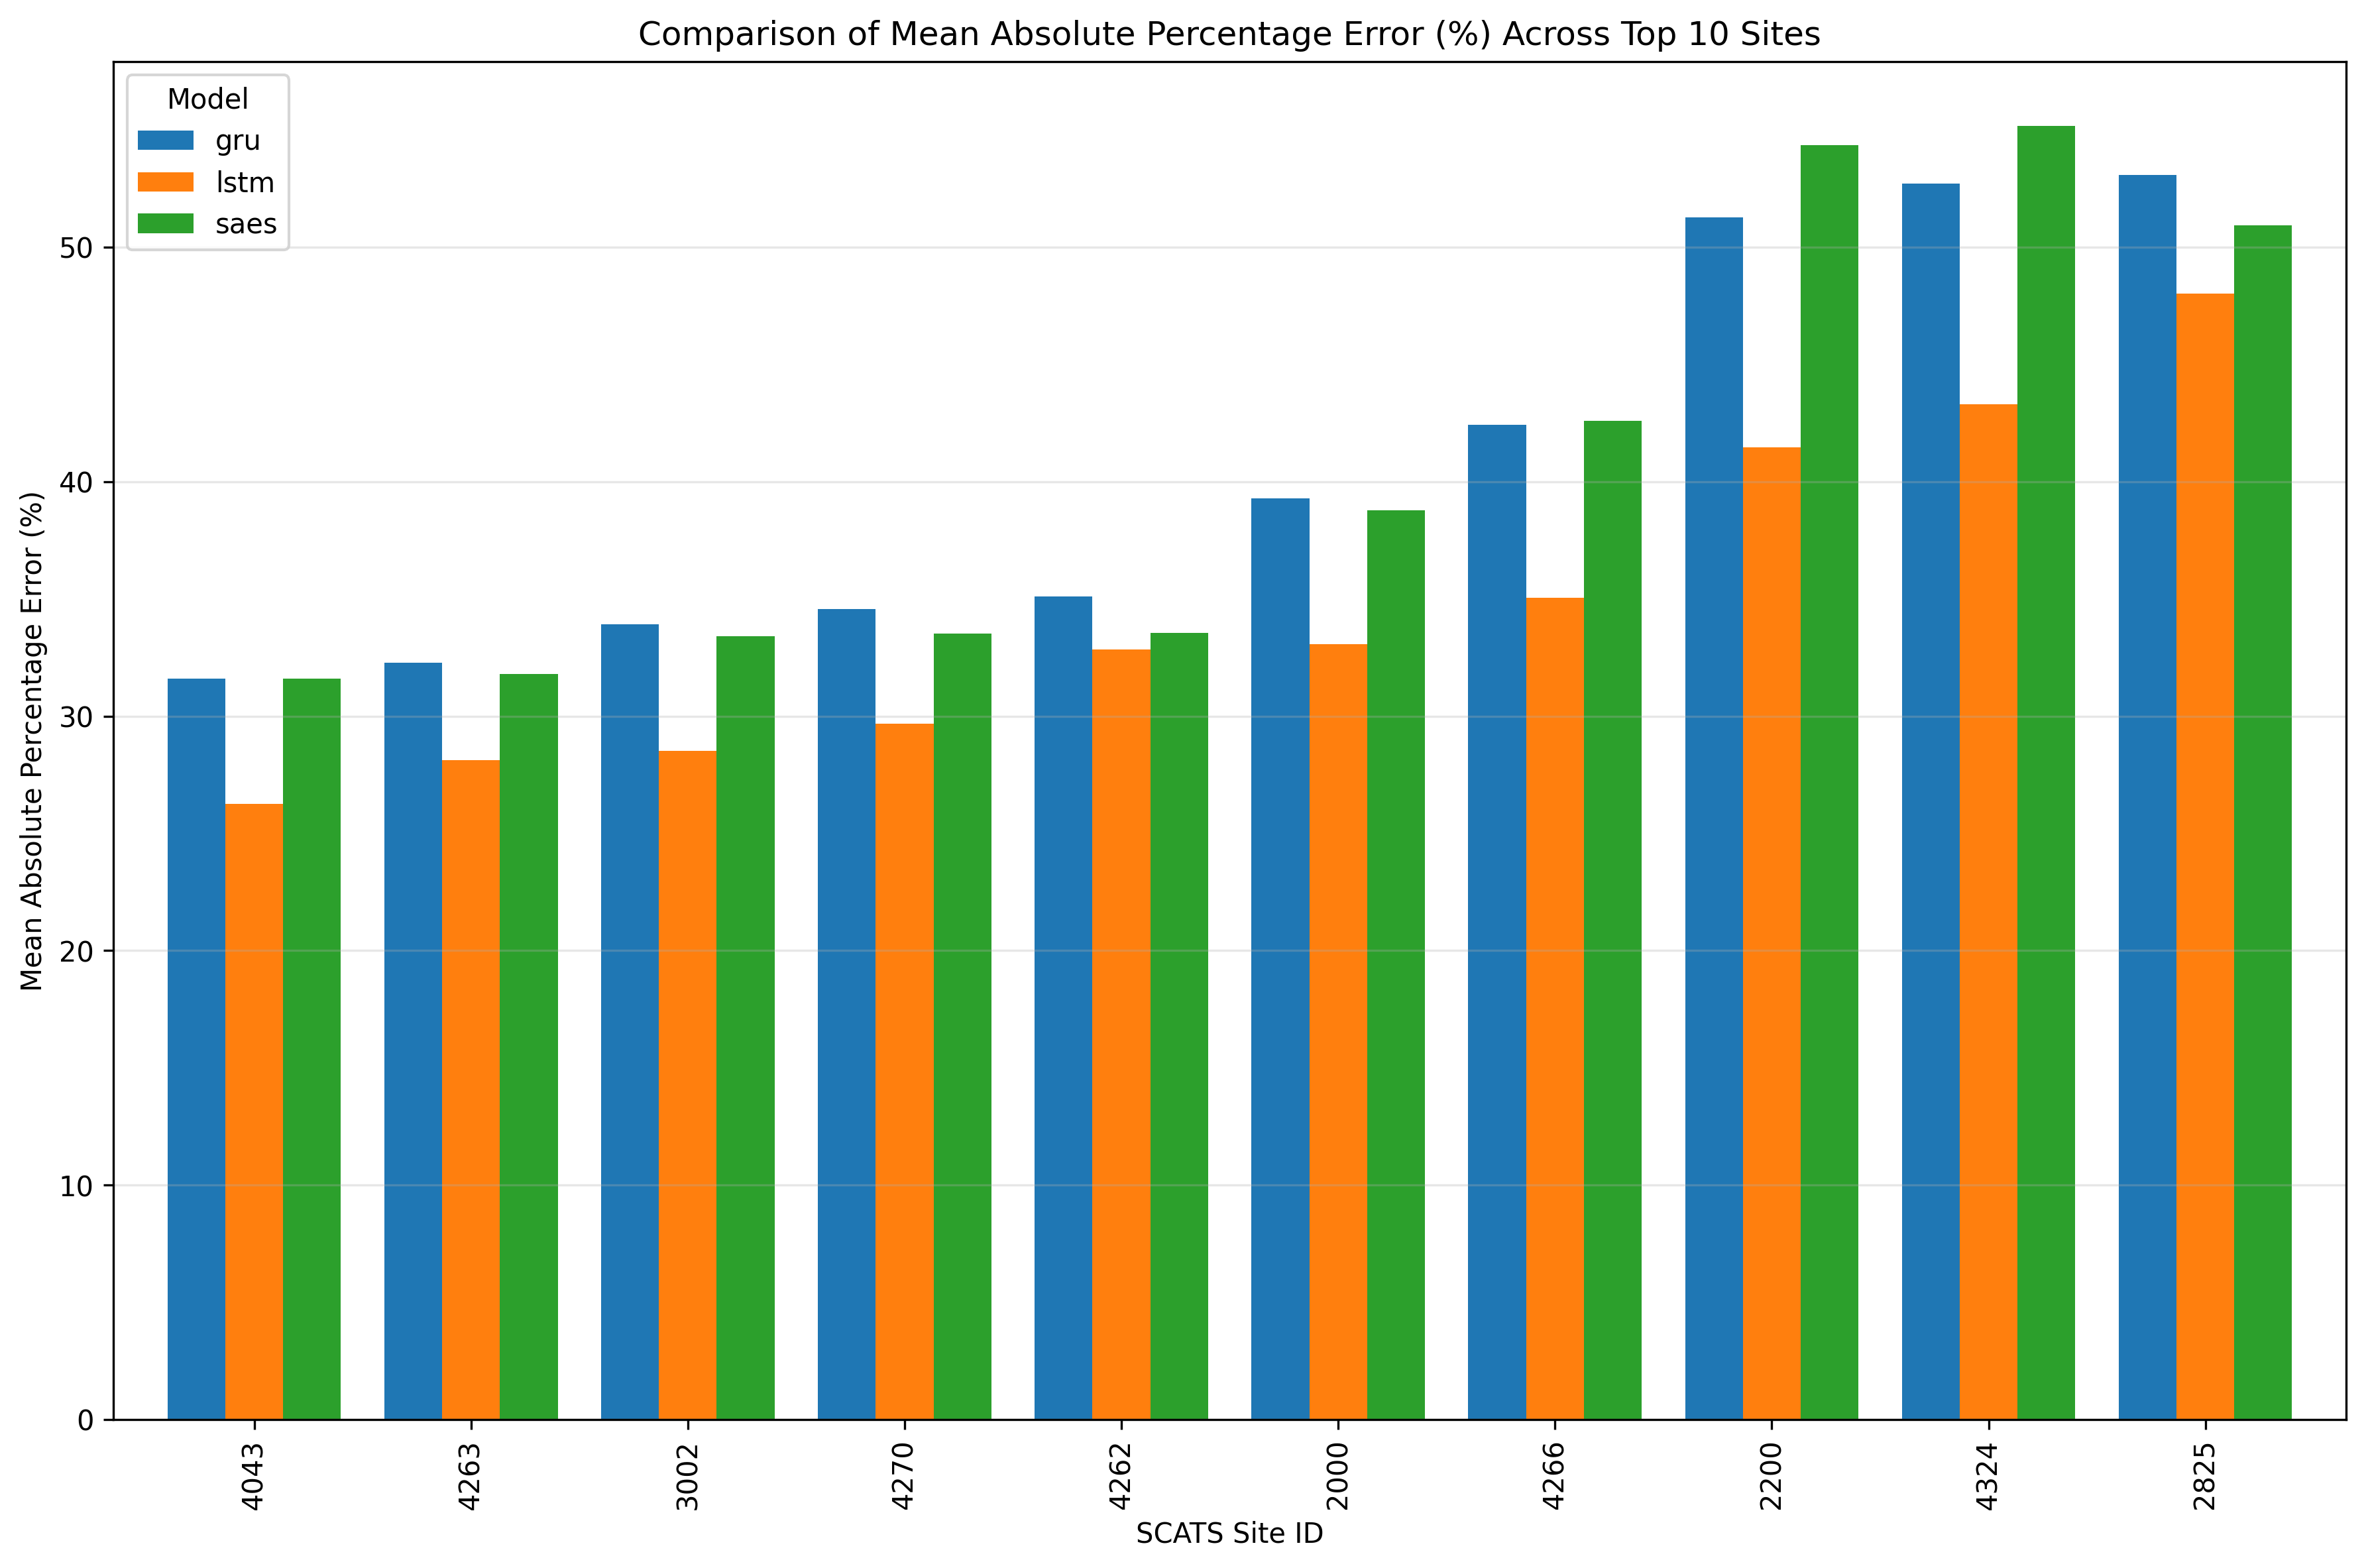 Comparison of Mean Absolute Percentage Error (%) Across Top 10 Sites
Model
gru
lstm
saes
Mean Absolute Percentage Error (%)
50
40
30
20
10
0
4043
4263
3002
4270
4262
2000
4266
2200
4324
2825
SCATS Site ID